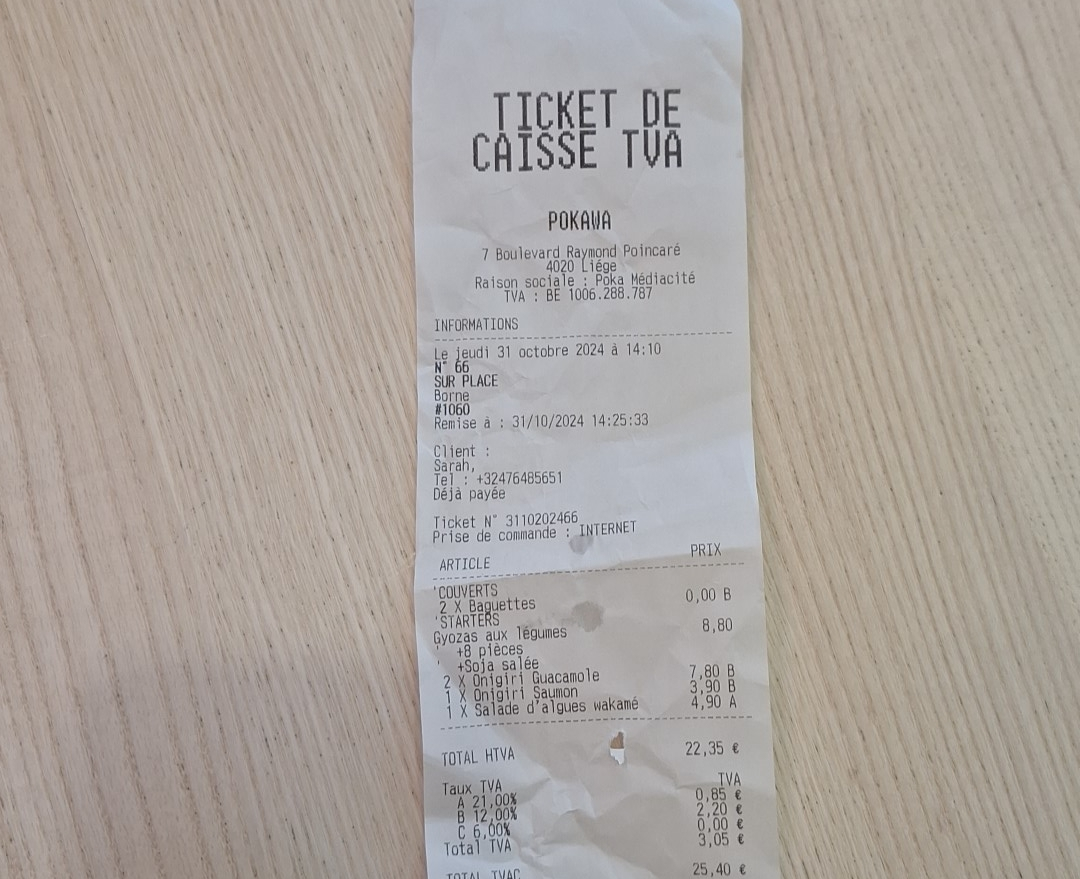 TICKET DE
CAISSE TVA
POKAWA
7 Boulevard Raymond Poincaré
4020 Liége
Raison sociale : Poka Médiacité
TVA : BE 1006.288.787
INFORMATIONS
Le jeudi 31 octobre 2024 à 14:10
N° 66
SUR PLACE
Borne
#1060
Remise à : 31/10/2024 14:25:33
Client :
Sarah,
Tel : +32476485651
Déjà payée
Ticket N° 3110202466
Prise de commande : INTERNET
ARTICLE PRIX
'COUVERTS
2 X Baguettes 0,00 B
'STARTERS
Gyozas aux légumes 8,80
' +8 pièces
' +Soja salée
2 X Onigiri Guacamole 7,80 B
1 X Onigiri Saumon 3,90 B
1 X Salade d'algues wakamé 4,90 A
TOTAL HTVA 22,35 €
Taux TVA TVA
A 21,00% 0,85 €
B 12,00% 2,20 €
C 6,00% 0,00 €
Total TVA 3,05 €
TOTAL TVAC 25,40 €